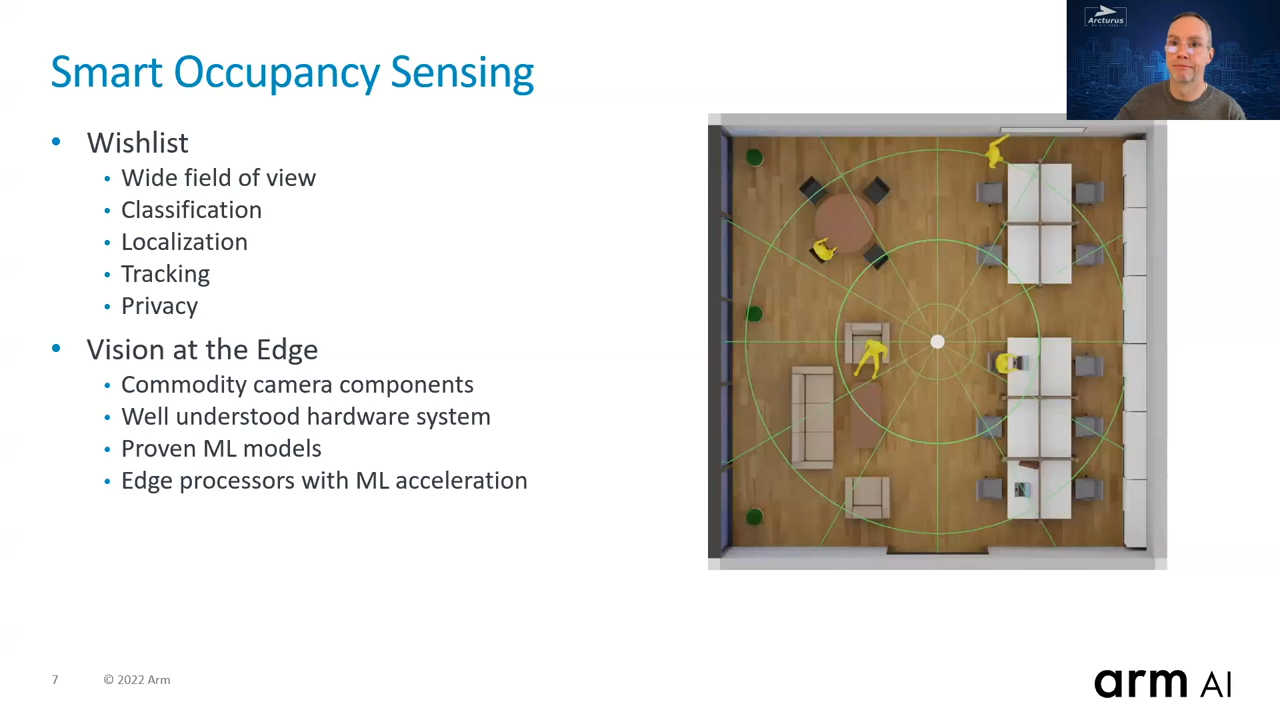 Arcturus
Smart Occupancy Sensing
• Wishlist
• Wide field of view
• Classification
• Localization
• Tracking
• Privacy
• Vision at the Edge
• Commodity camera components
• Well understood hardware system
• Proven ML models
• Edge processors with ML acceleration
7
© 2022 Arm
arm AI